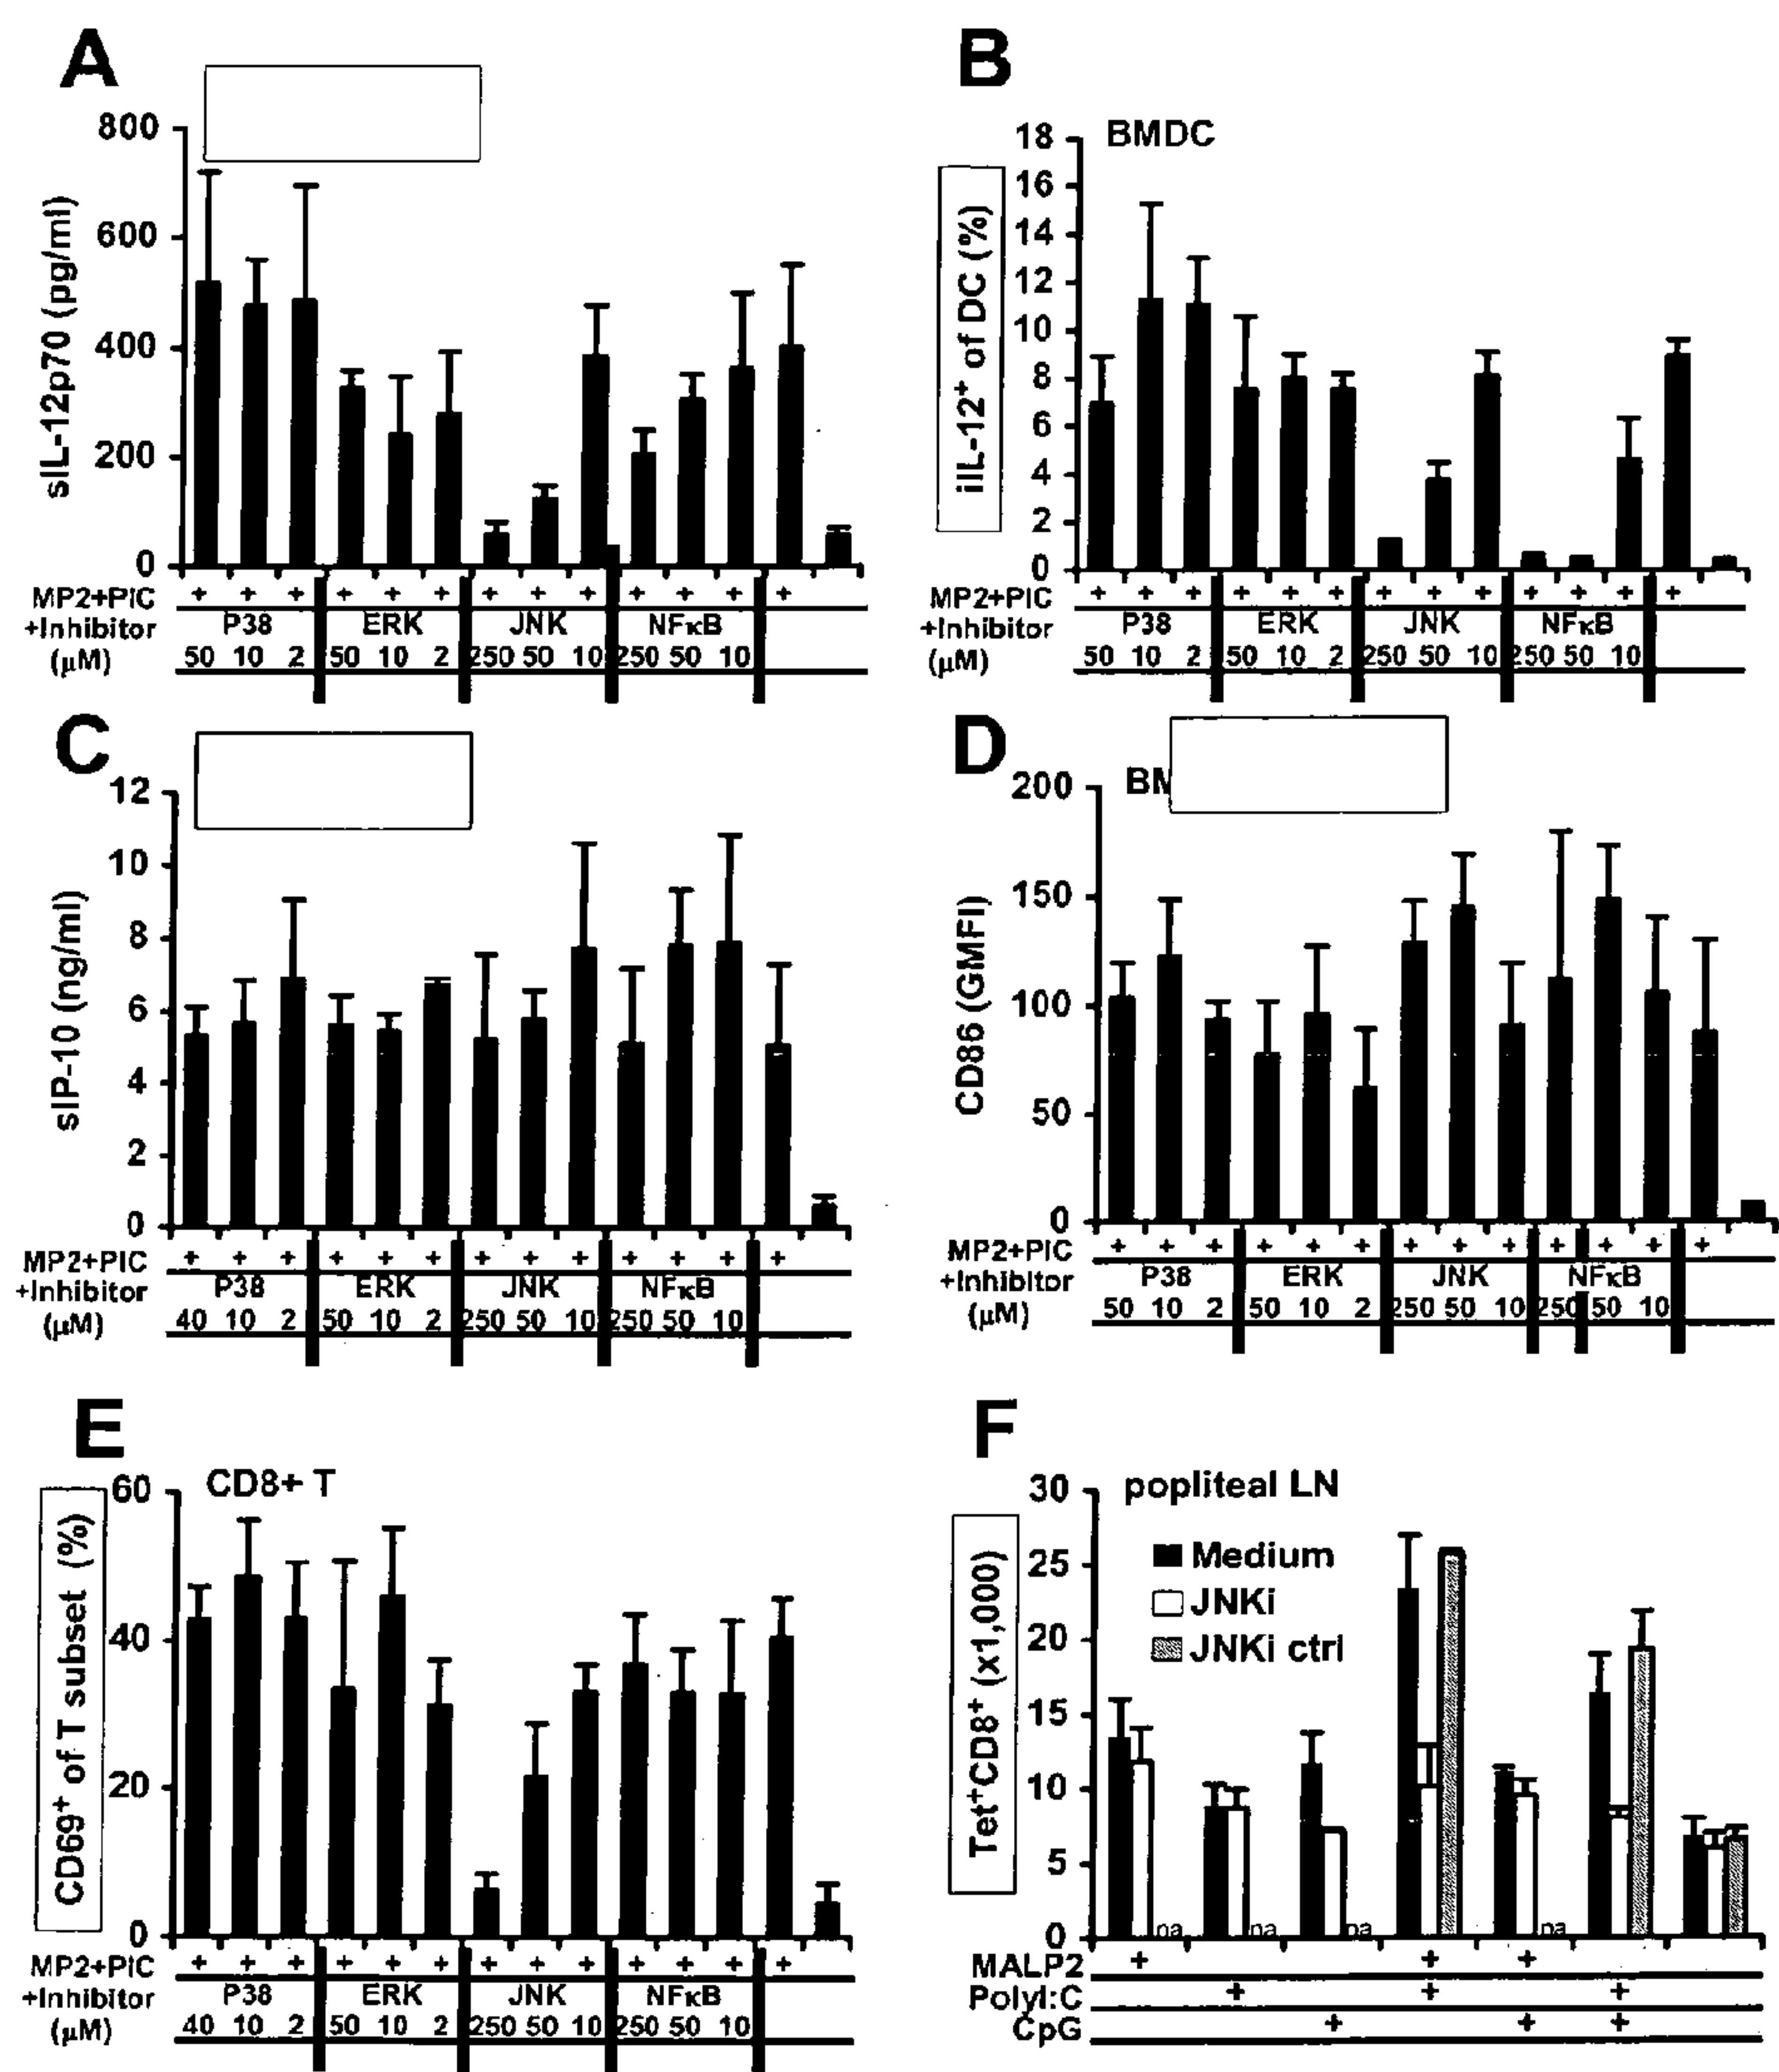 A
800
600
400
200
0
sIL-12p70 (pg/ml)
MP2+PIC + + + + + + + + + + + + +
+Inhibitor P38 ERK JNK NFκB
(μM) 50 10 2 50 10 2 250 50 10 250 50 10
B
BMDC
18
16
14
12
10
8
6
4
2
0
iIL-12⁺ of DC (%)
MP2+PIC + + + + + + + + + + + + +
+Inhibitor P38 ERK JNK NFκB
(μM) 50 10 2 50 10 2 250 50 10 250 50 10
C
12
10
8
6
4
2
0
sIP-10 (ng/ml)
MP2+PIC + + + + + + + + + + + + +
+Inhibitor P38 ERK JNK NFκB
(μM) 40 10 2 50 10 2 250 50 10 250 50 10
D
200
150
100
50
0
CD86 (GMFI)
MP2+PIC + + + + + + + + + + + + +
+Inhibitor P38 ERK JNK NFκB
(μM) 50 10 2 50 10 2 250 50 10 250 50 10
E
CD8+ T
60
40
20
0
CD69⁺ of T subset (%)
MP2+PIC + + + + + + + + + + + + +
+Inhibitor P38 ERK JNK NFκB
(μM) 40 10 2 50 10 2 250 50 10 250 50 10
F
popliteal LN
30
25
20
15
10
5
0
Tet⁺CD8⁺ (x1,000)
Medium
JNKi
JNKi ctrl
na na na na
MALP2 + + +
PolyI:C + + +
CpG + + +